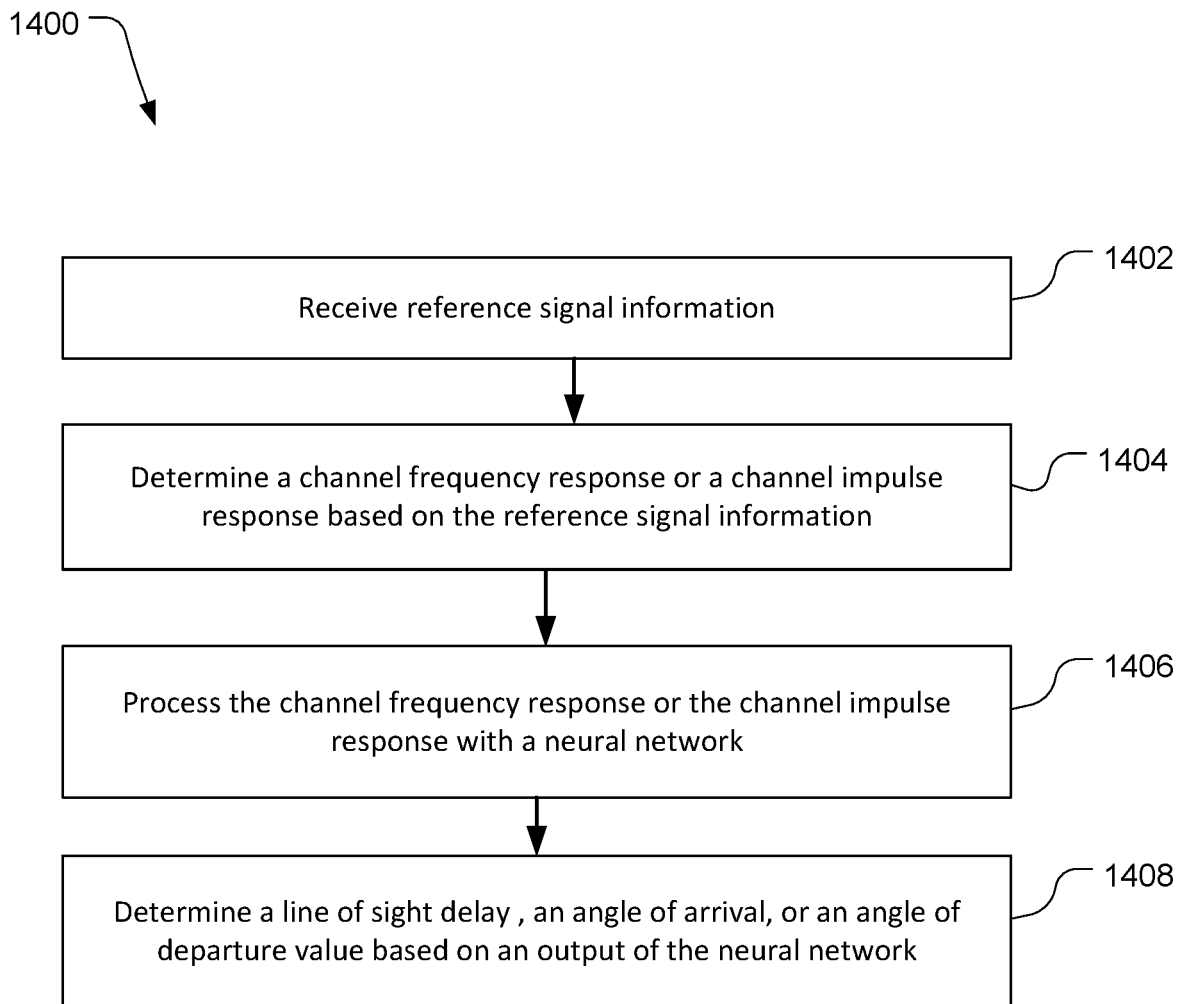 1400
1402
Receive reference signal information
1404
Determine a channel frequency response or a channel impulse
response based on the reference signal information
1406
Process the channel frequency response or the channel impulse
response with a neural network
1408
Determine a line of sight delay , an angle of arrival, or an angle of
departure value based on an output of the neural network